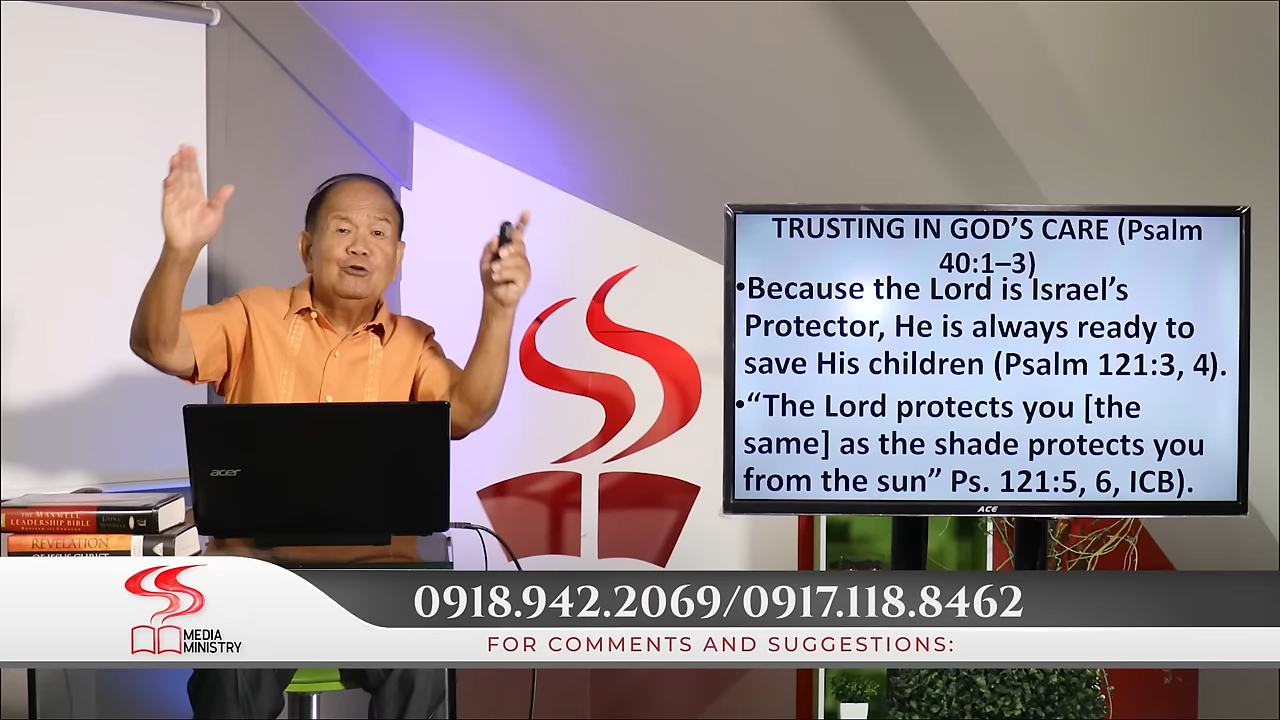 TRUSTING IN GOD'S CARE (Psalm
40:1–3)
•Because the Lord is Israel's
Protector, He is always ready to
save His children (Psalm 121:3, 4).
•“The Lord protects you [the
same] as the shade protects you
from the sun” Ps. 121:5, 6, ICB).
ACE
acer
THE MAXWELL
LEADERSHIP BIBLE
REVELATION
OF JESUS CHRIST
MEDIA
MINISTRY
0918.942.2069/0917.118.8462
FOR COMMENTS AND SUGGESTIONS: